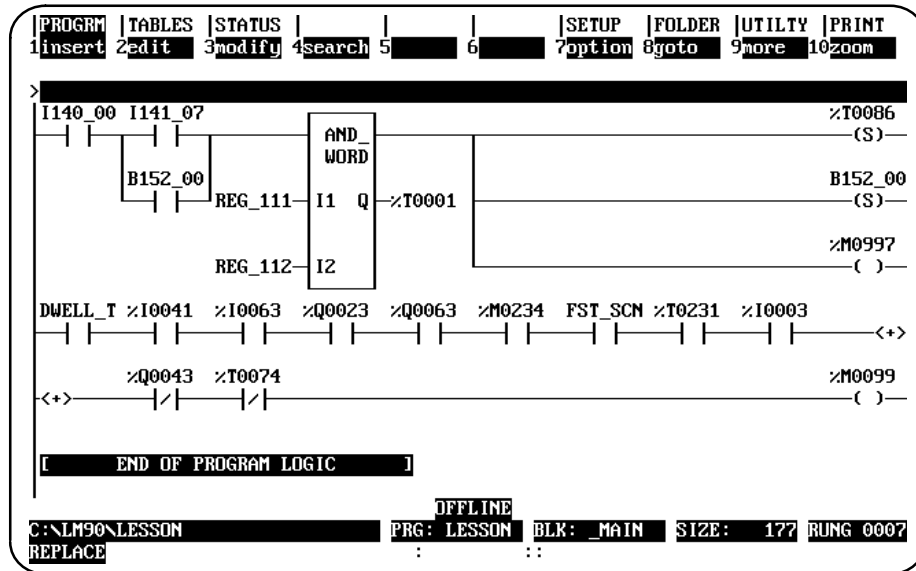 PROGRM |TABLES |STATUS | | | |SETUP |FOLDER |UTILTY |PRINT
1insert 2edit 3modify 4search 5 6 7option 8goto 9more 10zoom
>
I140_00 I141_07 %T0086
AND_ (S)
WORD
B152_00 B152_00
REG_111 I1 Q %T0001 (S)
%M0997
REG_112 I2 ( )
DWELL_T %I0041 %I0063 %Q0023 %Q0063 %M0234 FST_SCN %T0231 %I0003
<+>
%Q0043 %T0074 %M0099
<+> ( )
[ END OF PROGRAM LOGIC ]
OFFLINE
C:\LM90\LESSON PRG: LESSON BLK: _MAIN SIZE: 177 RUNG 0007
REPLACE : ::